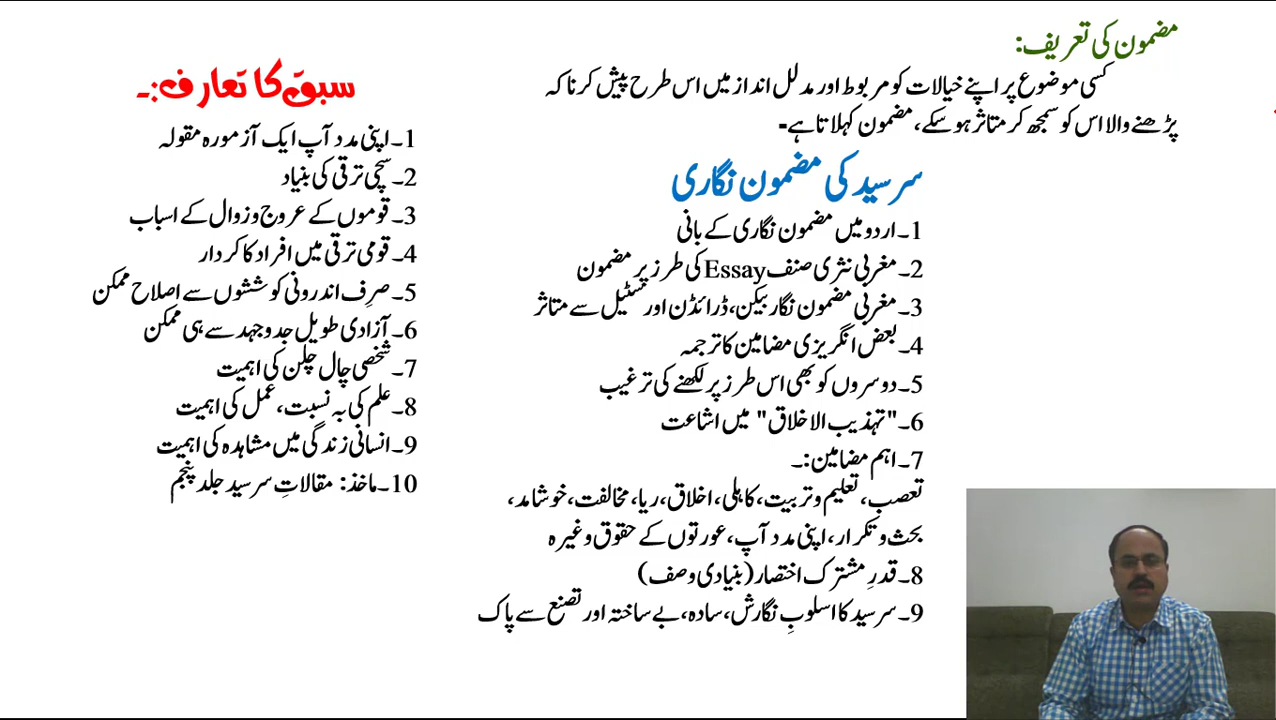 مضمون کی تعریف:
کسی موضوع پر اپنے خیالات کو مربوط اور مدلل انداز میں اس طرح پیش کرنا کہ
پڑھنے والا اس کو سمجھ کر متاثر ہو سکے، مضمون کہلاتا ہے۔
سرسید کی مضمون نگاری
1۔ اردو میں مضمون نگاری کے بانی
2۔ مغربی نثری صنف Essay کی طرز پر مضمون
3۔ مغربی مضمون نگار بیکن، ڈرائڈن اور سٹیل سے متاثر
4۔ بعض انگریزی مضامین کا ترجمہ
5۔ دوسروں کو بھی اس طرز پر لکھنے کی ترغیب
6۔ "تہذیب الاخلاق" میں اشاعت
7۔ اہم مضامین:۔
تعصب، تعلیم و تربیت، کاہلی، اخلاق، ریا، مخالفت، خوشامد،
بحث و تکرار، اپنی مدد آپ، عورتوں کے حقوق وغیرہ
8۔ قدرِ مشترک اختصار (بنیادی وصف)
9۔ سرسید کا اسلوبِ نگارش، سادہ، بے ساختہ اور تصنع سے پاک
سبق کا تعارف:۔
1۔ اپنی مدد آپ ایک آزمورہ مقولہ
2۔ سچی ترقی کی بنیاد
3۔ قوموں کے عروج و زوال کے اسباب
4۔ قومی ترقی میں افراد کا کردار
5۔ صرِف اندرونی کوششوں سے اصلاح ممکن
6۔ آزادی طویل جدوجہد سے ہی ممکن
7۔ شخصی چال چلن کی اہمیت
8۔ علم کی بہ نسبت، عمل کی اہمیت
9۔ انسانی زندگی میں مشاہدہ کی اہمیت
10۔ ماخذ: مقالاتِ سرسید جلد پنجم